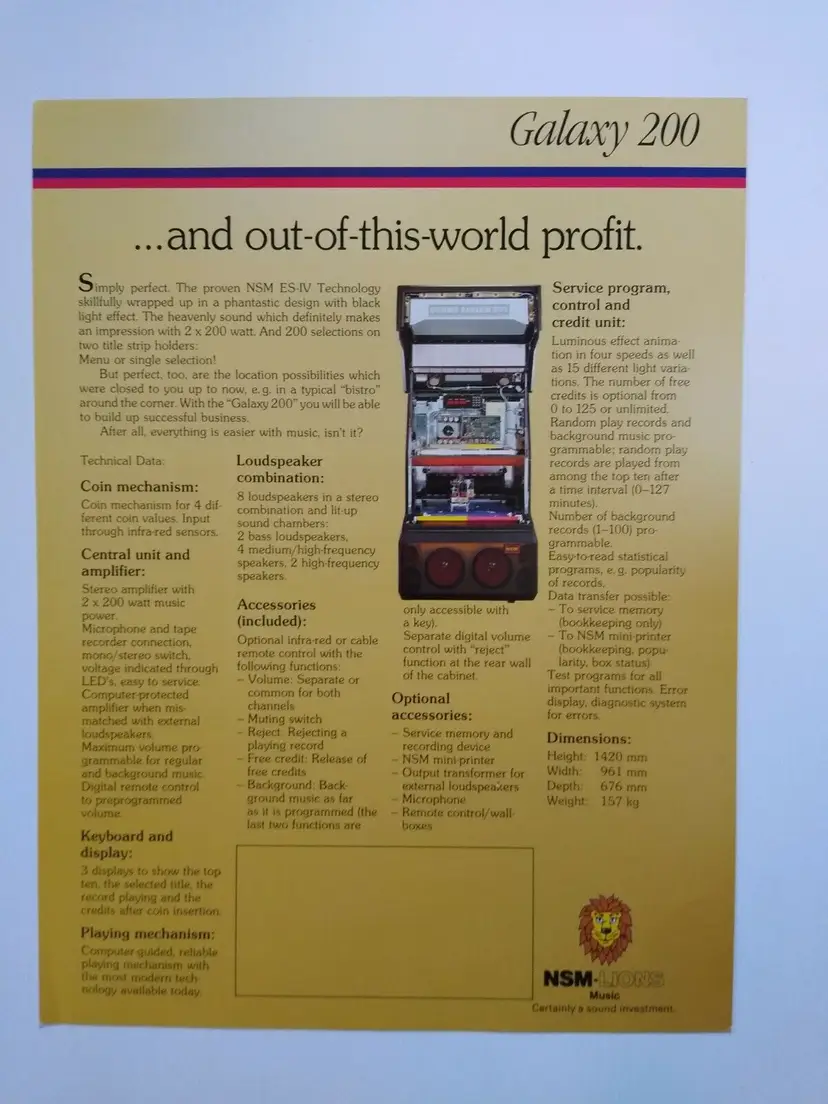 Galaxy 200
...and out-of-this-world profit.
Simply perfect. The proven NSM ES-IV Technology
skillfully wrapped up in a phantastic design with black
light effect. The heavenly sound which definitely makes
an impression with 2 x 200 watt. And 200 selections on
two title strip holders:
Menu or single selection!
But perfect, too, are the location possibilities which
were closed to you up to now, e. g. in a typical “bistro”
around the corner. With the “Galaxy 200” you will be able
to build up successful business.
After all, everything is easier with music, isn't it?
Technical Data:
Coin mechanism:
Coin mechanism for 4 dif-
ferent coin values. Input
through infra-red sensors.
Central unit and
amplifier:
Stereo amplifier with
2 x 200 watt music
power.
Microphone and tape
recorder connection,
mono/stereo switch,
voltage indicated through
LED's, easy to service.
Computer-protected
amplifier when mis-
matched with external
loudspeakers.
Maximum volume pro-
grammable for regular
and background music.
Digital remote control
to preprogrammed
volume.
Keyboard and
display:
3 displays to show the top
ten, the selected title, the
record playing and the
credits after coin insertion.
Playing mechanism:
Computer-guided, reliable
playing mechanism with
the most modern tech-
nology available today.
Loudspeaker
combination:
8 loudspeakers in a stereo
combination and lit-up
sound chambers:
2 bass loudspeakers,
4 medium/high-frequency
speakers, 2 high-frequency
speakers.
Accessories
(included):
Optional infra-red or cable
remote control with the
following functions:
– Volume: Separate or
common for both
channels
– Muting switch
– Reject: Rejecting a
playing record
– Free credit: Release of
free credits
– Background: Back-
ground music as far
as it is programmed (the
last two functions are
only accessible with
a key).
Separate digital volume
control with “reject”
function at the rear wall
of the cabinet.
Optional
accessories:
– Service memory and
recording device
– NSM mini-printer
– Output transformer for
external loudspeakers
– Microphone
– Remote control/wall-
boxes
Service program,
control and
credit unit:
Luminous effect anima-
tion in four speeds as well
as 15 different light varia-
tions. The number of free
credits is optional from
0 to 125 or unlimited.
Random play records and
background music pro-
grammable; random play
records are played from
among the top ten after
a time interval (0–127
minutes).
Number of background
records (1–100) pro-
grammable.
Easy-to-read statistical
programs, e. g. popularity
of records.
Data transfer possible:
– To service memory
(bookkeeping only)
– To NSM mini-printer
(bookkeeping, popu-
larity, box status)
Test programs for all
important functions. Error
display, diagnostic system
for errors.
Dimensions:
Height: 1420 mm
Width: 961 mm
Depth: 676 mm
Weight: 157 kg
NSM-LIONS
Music
Certainly a sound investment.